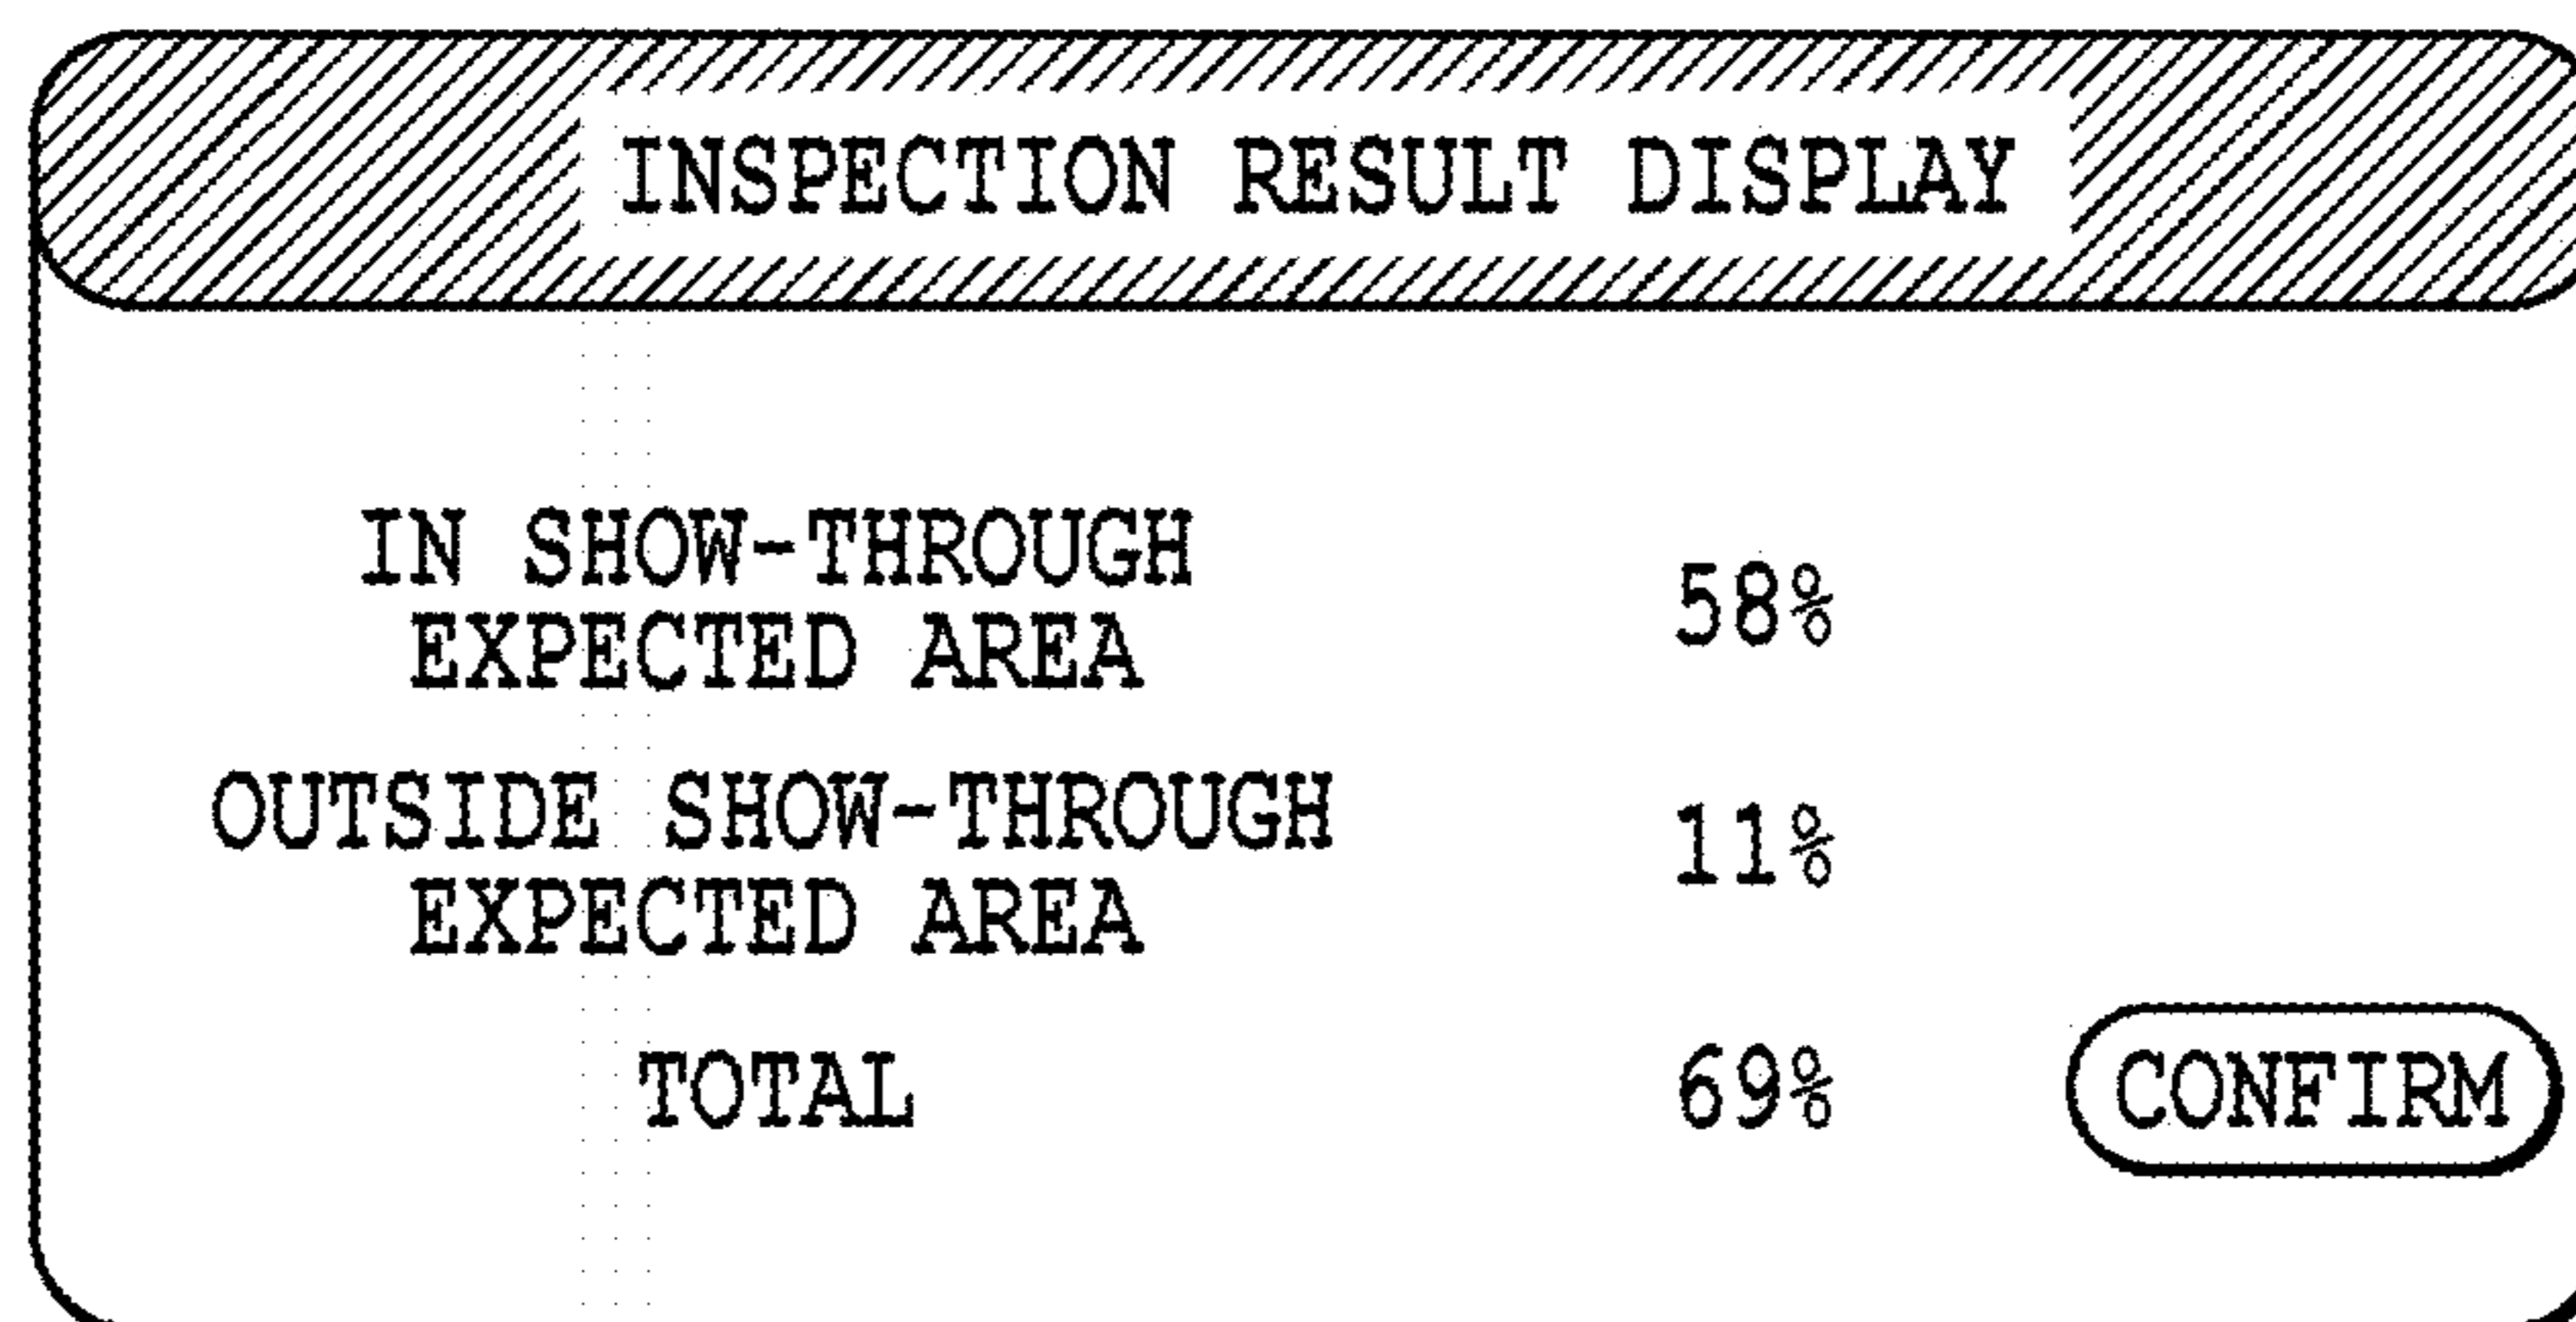 INSPECTION RESULT DISPLAY
IN SHOW-THROUGH
EXPECTED AREA
58%
OUTSIDE SHOW-THROUGH
EXPECTED AREA
11%
TOTAL
69%
CONFIRM